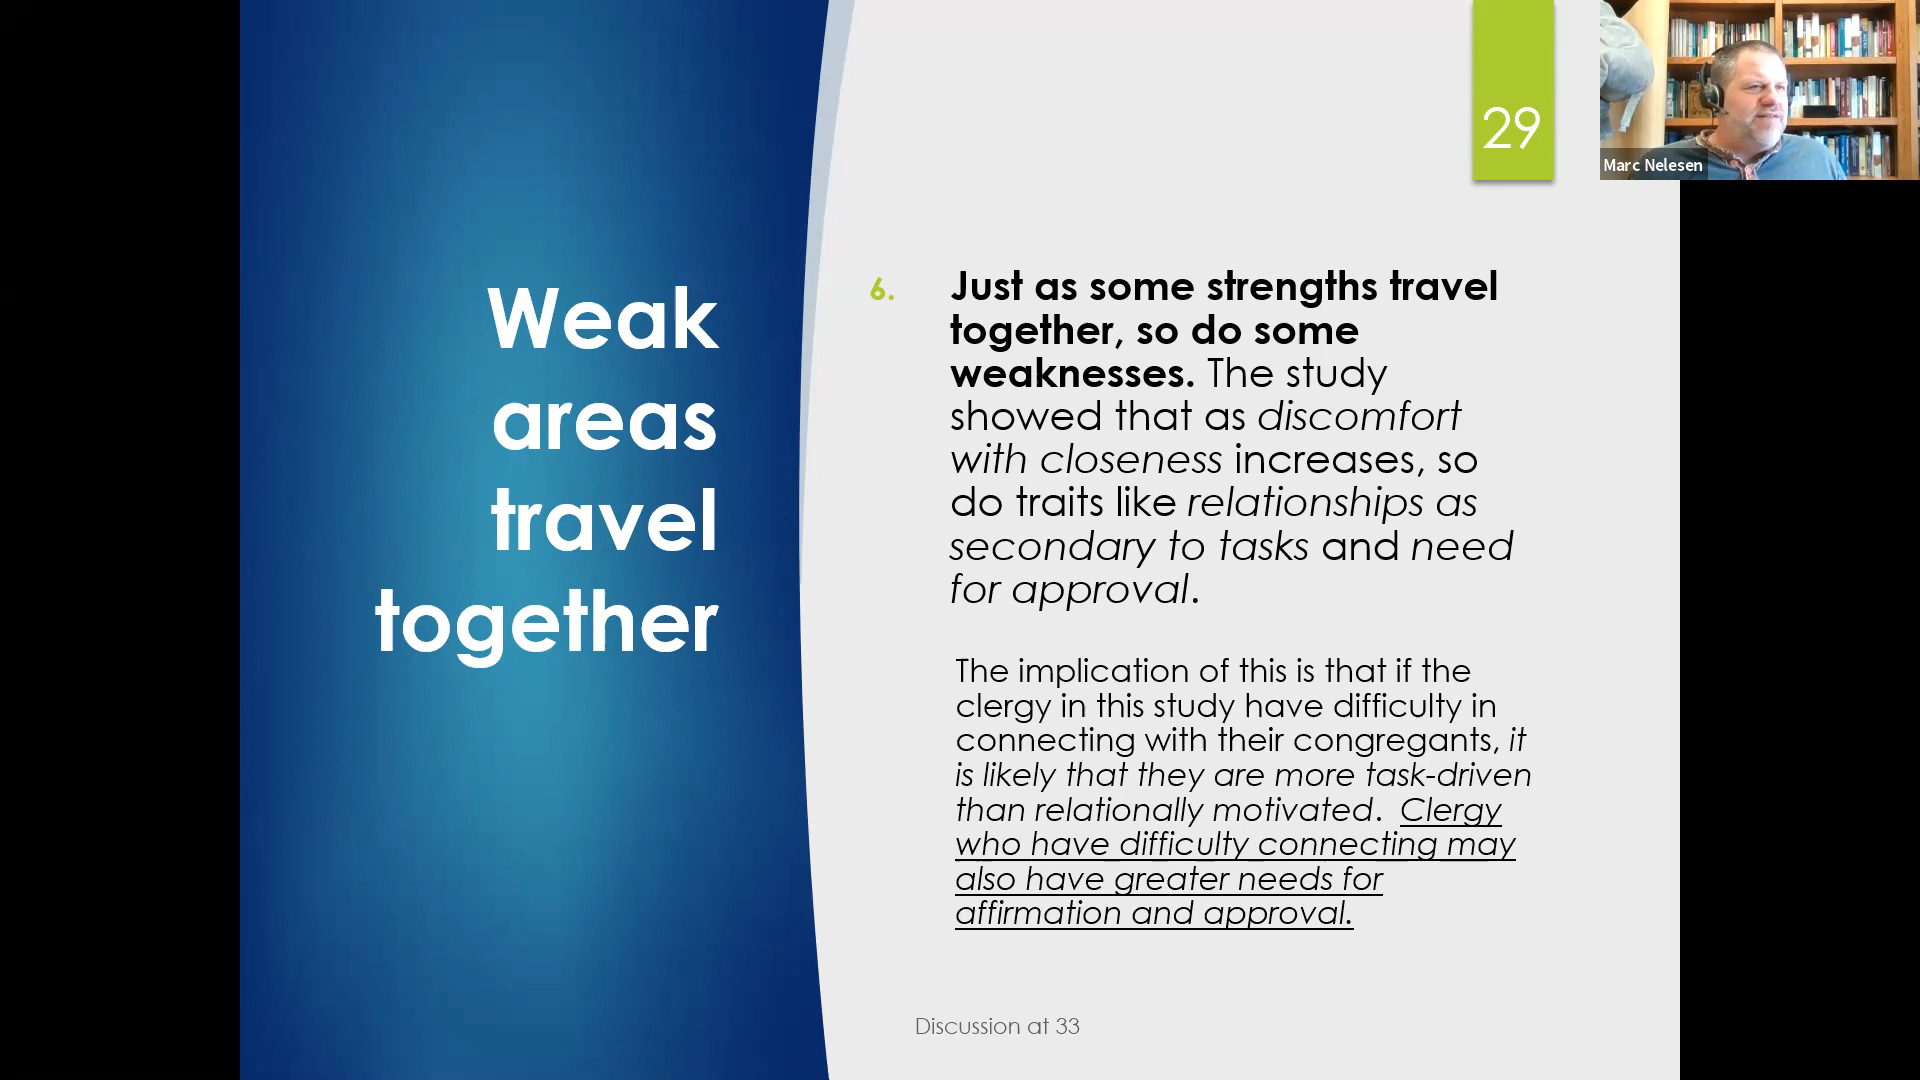 Weak
areas
travel
together
29
Marc Nelesen
6. Just as some strengths travel
together, so do some
weaknesses. The study
showed that as discomfort
with closeness increases, so
do traits like relationships as
secondary to tasks and need
for approval.
The implication of this is that if the
clergy in this study have difficulty in
connecting with their congregants, it
is likely that they are more task-driven
than relationally motivated. Clergy
who have difficulty connecting may
also have greater needs for
affirmation and approval.
Discussion at 33